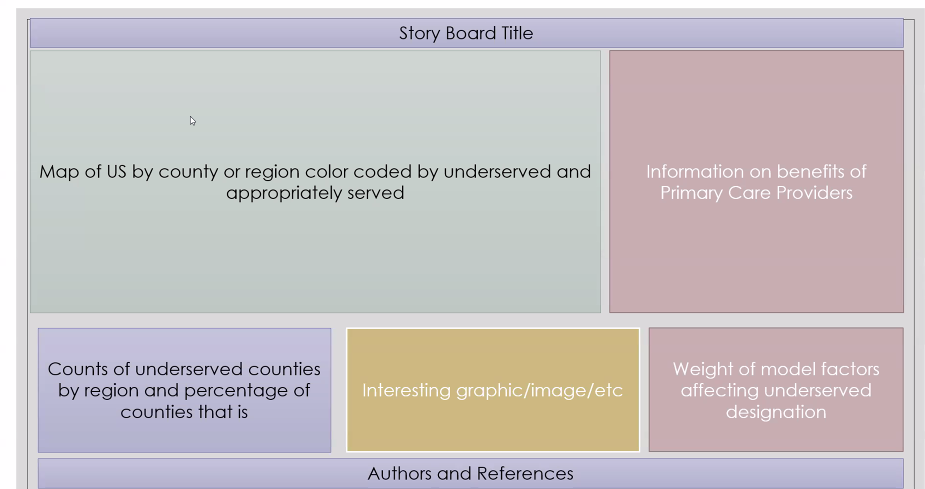 Story Board Title
Map of US by county or region color coded by underserved and
appropriately served
Information on benefits of
Primary Care Providers
Counts of underserved counties
by region and percentage of
counties that is
Interesting graphic/image/etc
Weight of model factors
affecting underserved
designation
Authors and References